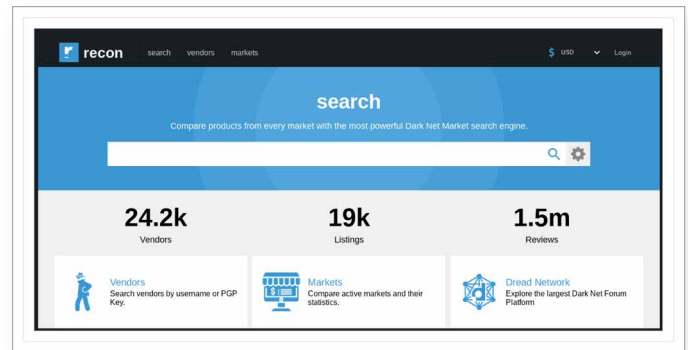 recon search vendors markets $ USD Login
search
Compare products from every market with the most powerful Dark Net Market search engine.
24.2k 19k 1.5m
Vendors Listings Reviews
Vendors
Search vendors by username or PGP
Key.
Markets
Compare active markets and their
statistics.
Dread Network
Explore the largest Dark Net Forum
Platform